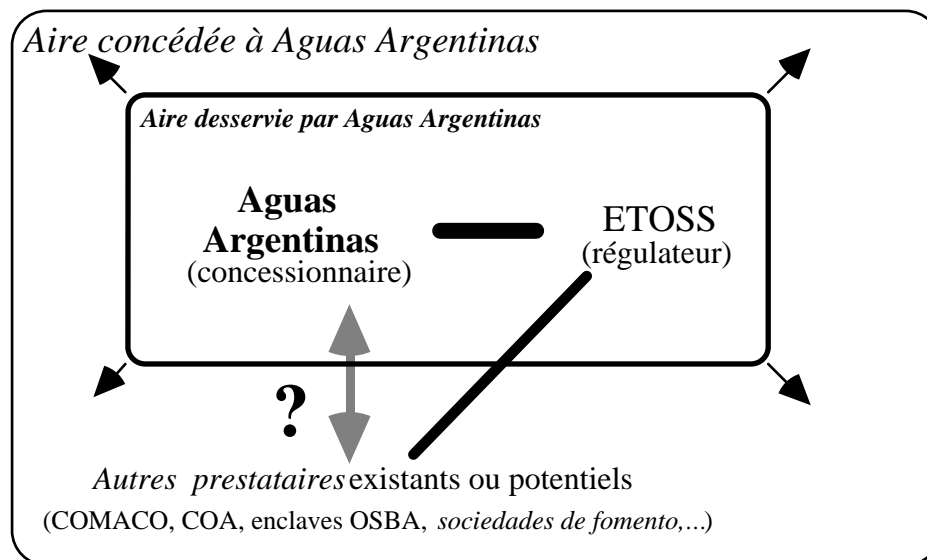 Aire concédée à Aguas Argentinas
Aire desservie par Aguas Argentinas
Aguas
Argentinas
(concessionnaire)
ETOSS
(régulateur)
?
Autres prestataires existants ou potentiels
(COMACO, COA, enclaves OSBA, sociedades de fomento,...)